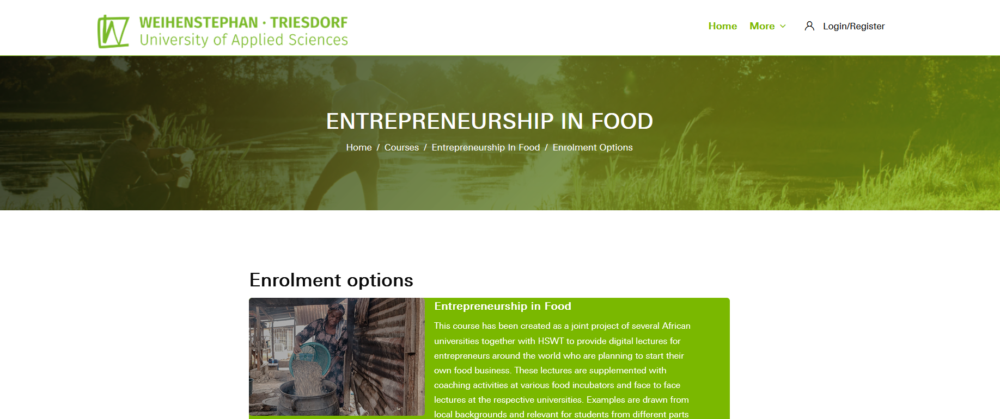 WEIHENSTEPHAN · TRIESDORF
University of Applied Sciences
Home More Login/Register
ENTREPRENEURSHIP IN FOOD
Home / Courses / Entrepreneurship In Food / Enrolment Options
Enrolment options
Entrepreneurship in Food
This course has been created as a joint project of several African
universities together with HSWT to provide digital lectures for
entrepreneurs around the world who are planning to start their
own food business. These lectures are supplemented with
coaching activities at various food incubators and face to face
lectures at the respective universities. Examples are drawn from
local backgrounds and relevant for students from different parts